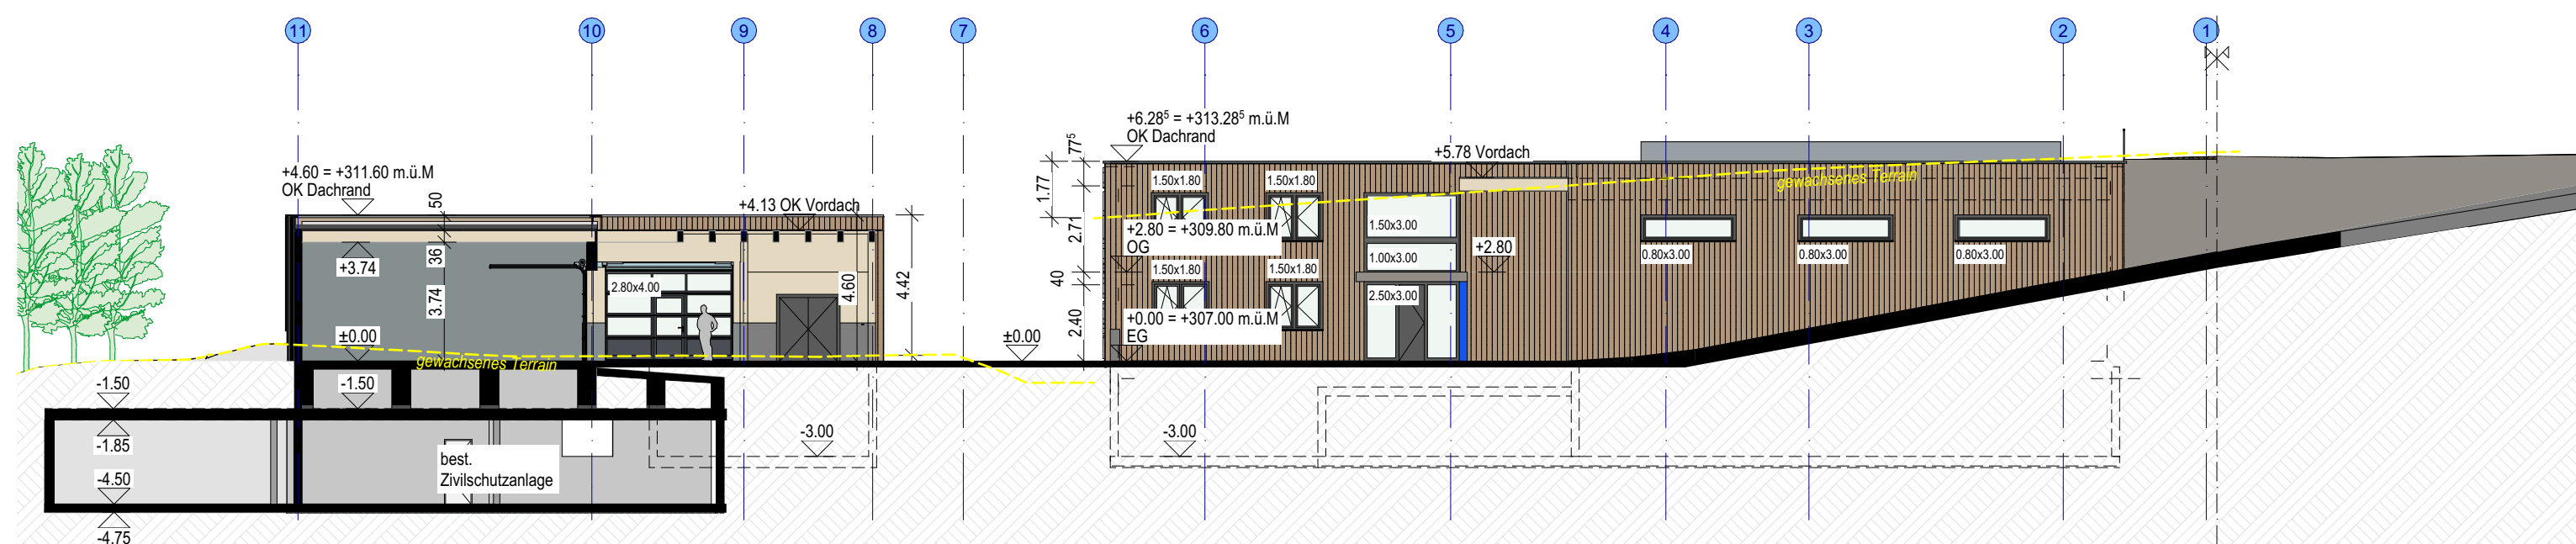 11
10
9
8
7
6
5
4
3
2
1
+4.60 = +311.60 m.ü.M
OK Dachrand
50
36
3.74
+3.74
±0.00
+4.13 OK Vordach
2.80x4.00
4.60
4.42
±0.00
gewachsenes Terrain
-1.50
-1.50
-1.85
-4.50
-4.75
best.
Zivilschutzanlage
-3.00
+6.28⁵ = +313.28⁵ m.ü.M
OK Dachrand
77⁵
1.77
2.71
40
2.40
1.50x1.80
1.50x1.80
+2.80 = +309.80 m.ü.M
OG
1.50x1.80
1.50x1.80
+0.00 = +307.00 m.ü.M
EG
+5.78 Vordach
1.50x3.00
1.00x3.00
2.50x3.00
+2.80
gewachsenes Terrain
0.80x3.00
0.80x3.00
0.80x3.00
-3.00